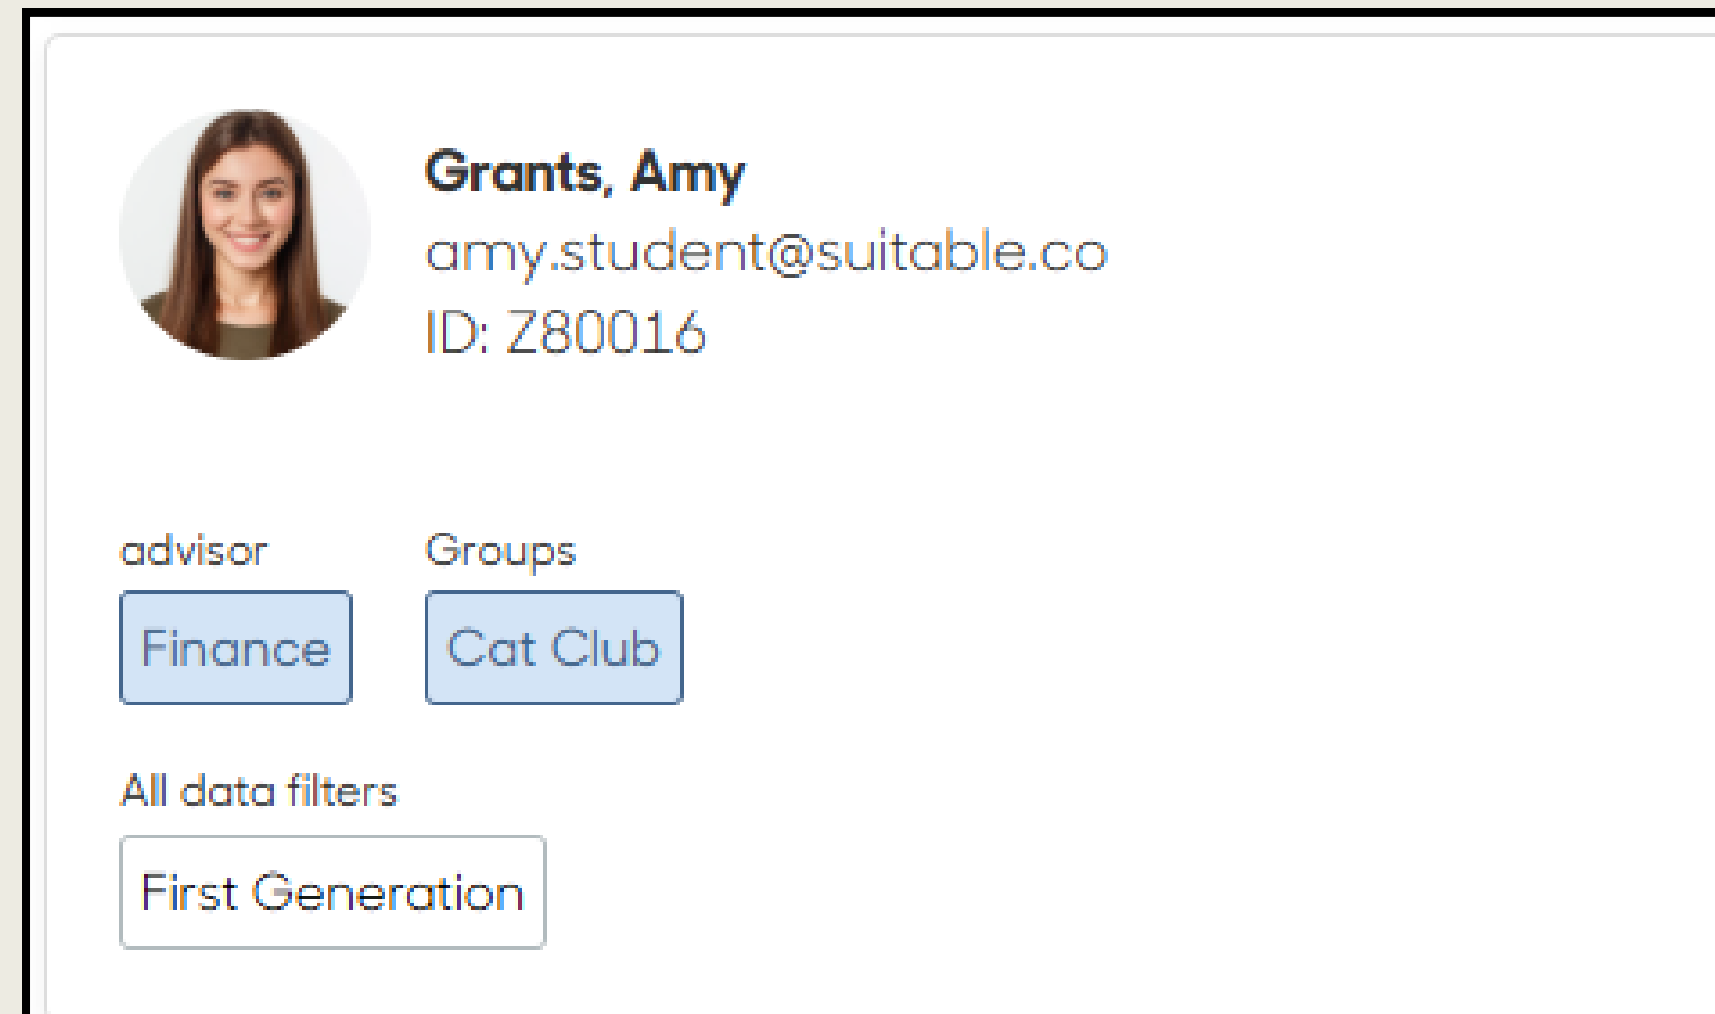 Grants, Amy
amy.student@suitable.co
ID: Z80016
advisor
Groups
Finance
Cat Club
All data filters
First Generation